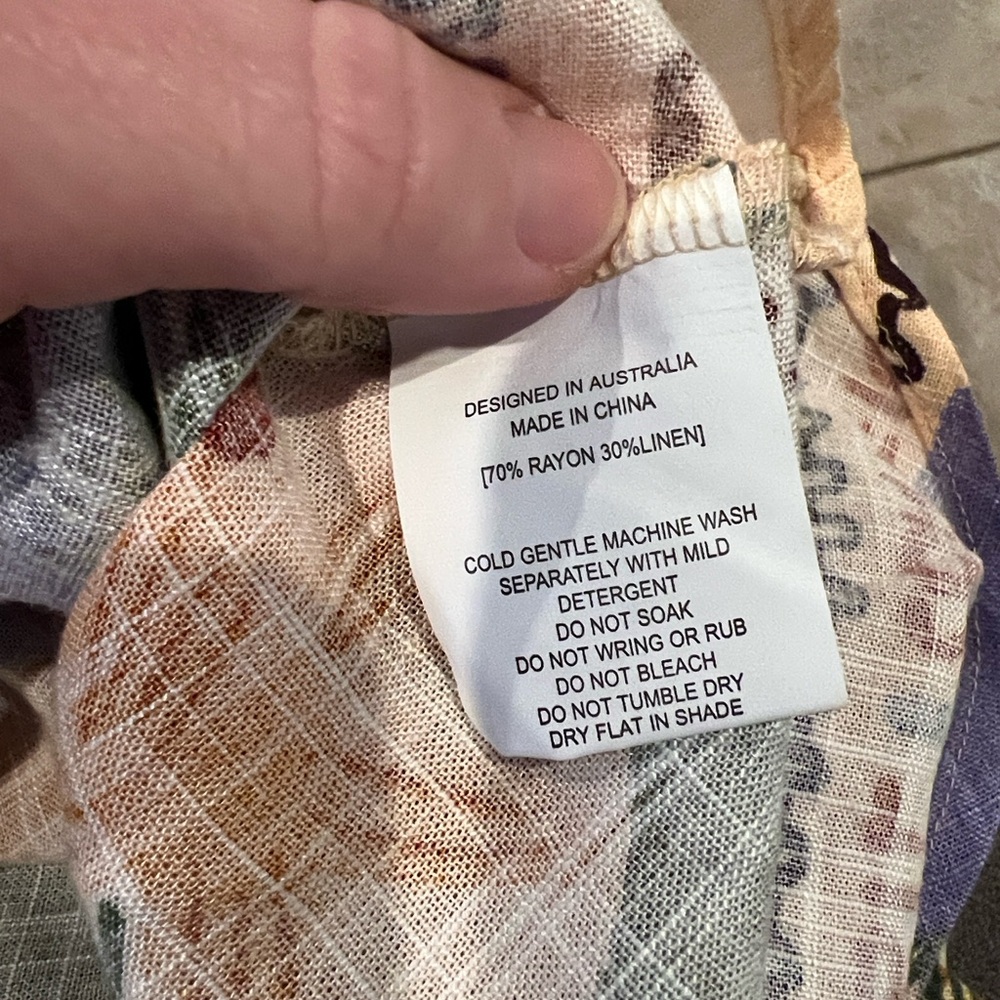 DESIGNED IN AUSTRALIA
MADE IN CHINA
[70% RAYON 30%LINEN]
COLD GENTLE MACHINE WASH
SEPARATELY WITH MILD
DETERGENT
DO NOT SOAK
DO NOT WRING OR RUB
DO NOT BLEACH
DO NOT TUMBLE DRY
DRY FLAT IN SHADE